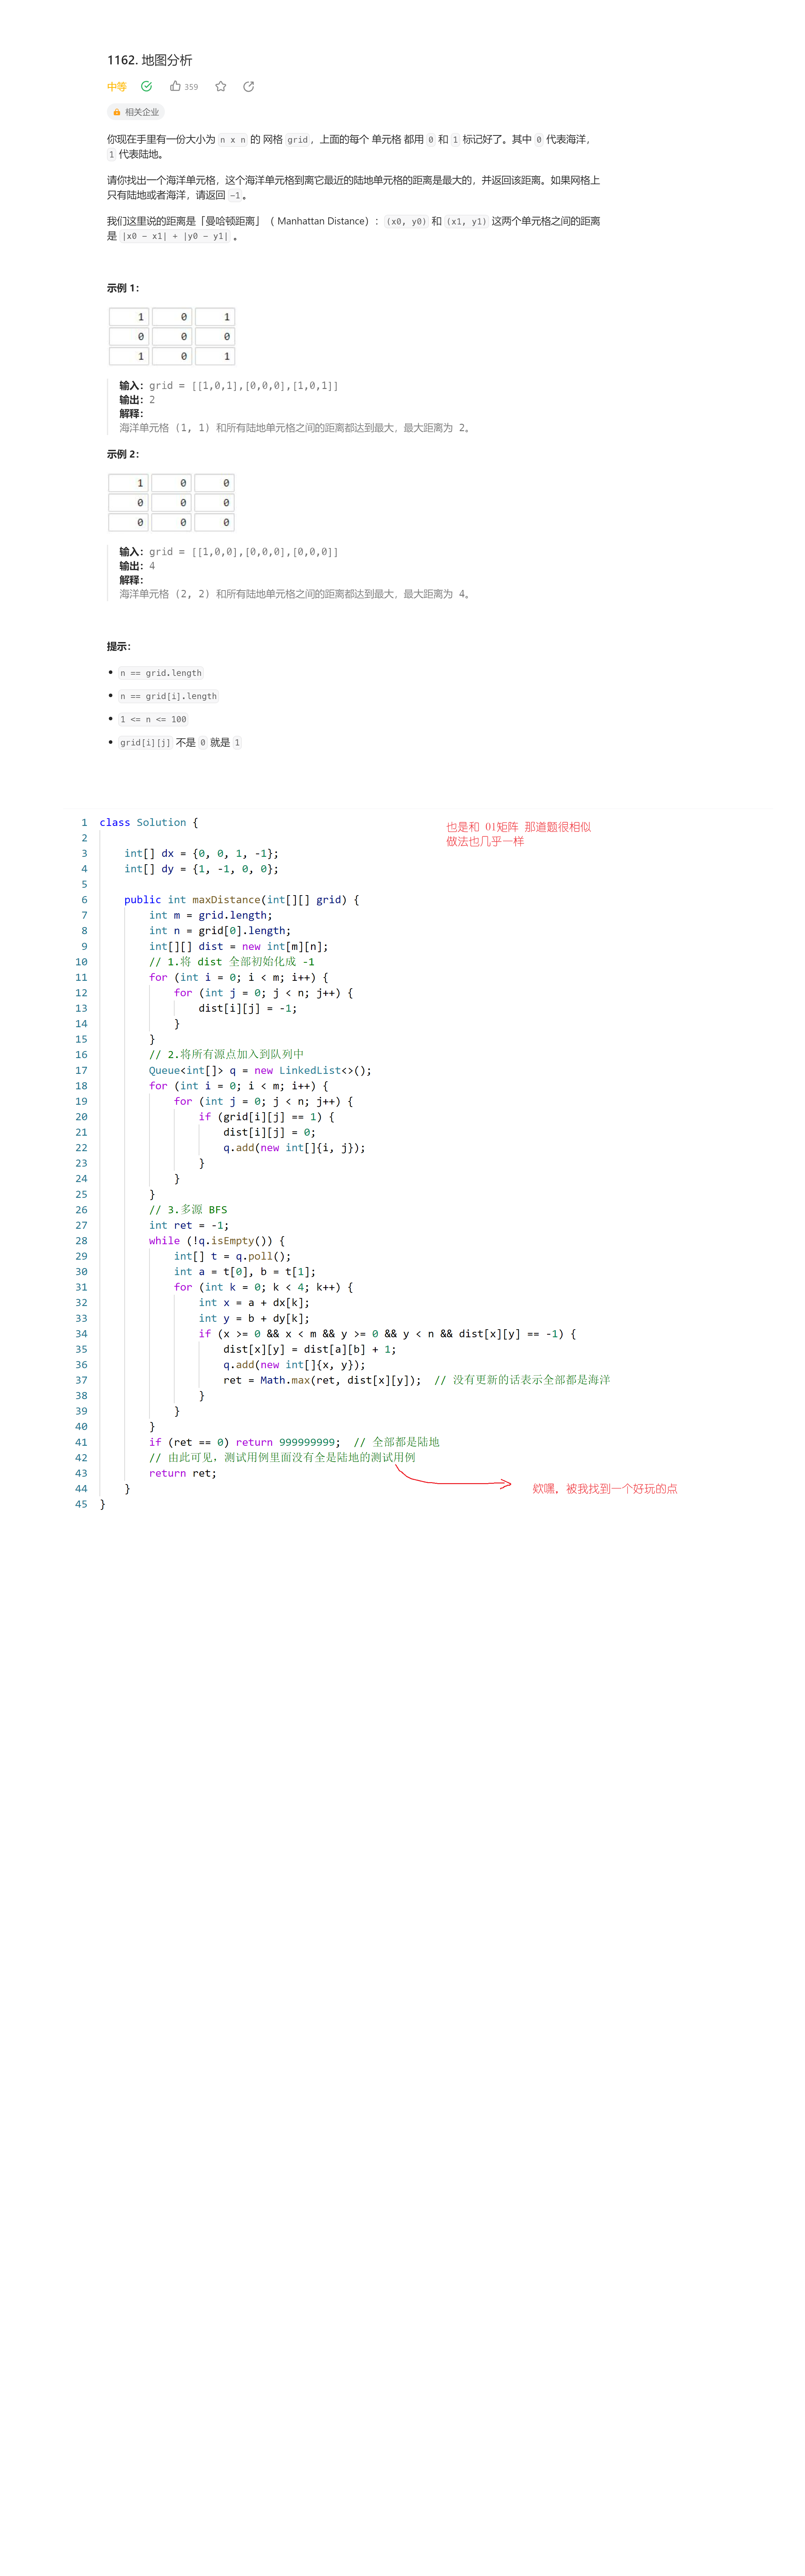 1162. 地图分析
中等 359
相关企业
你现在手里有一份大小为 n x n 的 网格 grid，上面的每个 单元格 都用 0 和 1 标记好了。其中 0 代表海洋，
1 代表陆地。
请你找出一个海洋单元格，这个海洋单元格到离它最近的陆地单元格的距离是最大的，并返回该距离。如果网格上
只有陆地或者海洋，请返回 -1。
我们这里说的距离是「曼哈顿距离」（ Manhattan Distance）：(x0, y0) 和 (x1, y1) 这两个单元格之间的距离
是 |x0 - x1| + |y0 - y1| 。
示例 1：
1 0 1
0 0 0
1 0 1
输入：grid = [[1,0,1],[0,0,0],[1,0,1]]
输出：2
解释：
海洋单元格 (1, 1) 和所有陆地单元格之间的距离都达到最大，最大距离为 2。
示例 2：
1 0 0
0 0 0
0 0 0
输入：grid = [[1,0,0],[0,0,0],[0,0,0]]
输出：4
解释：
海洋单元格 (2, 2) 和所有陆地单元格之间的距离都达到最大，最大距离为 4。
提示：
• n == grid.length
• n == grid[i].length
• 1 <= n <= 100
• grid[i][j] 不是 0 就是 1
1 class Solution {
也是和 01矩阵 那道题很相似
做法也几乎一样
2
3 int[] dx = {0, 0, 1, -1};
4 int[] dy = {1, -1, 0, 0};
5
6 public int maxDistance(int[][] grid) {
7 int m = grid.length;
8 int n = grid[0].length;
9 int[][] dist = new int[m][n];
10 // 1.将 dist 全部初始化成 -1
11 for (int i = 0; i < m; i++) {
12 for (int j = 0; j < n; j++) {
13 dist[i][j] = -1;
14 }
15 }
16 // 2.将所有源点加入到队列中
17 Queue<int[]> q = new LinkedList<>();
18 for (int i = 0; i < m; i++) {
19 for (int j = 0; j < n; j++) {
20 if (grid[i][j] == 1) {
21 dist[i][j] = 0;
22 q.add(new int[]{i, j});
23 }
24 }
25 }
26 // 3.多源 BFS
27 int ret = -1;
28 while (!q.isEmpty()) {
29 int[] t = q.poll();
30 int a = t[0], b = t[1];
31 for (int k = 0; k < 4; k++) {
32 int x = a + dx[k];
33 int y = b + dy[k];
34 if (x >= 0 && x < m && y >= 0 && y < n && dist[x][y] == -1) {
35 dist[x][y] = dist[a][b] + 1;
36 q.add(new int[]{x, y});
37 ret = Math.max(ret, dist[x][y]); // 没有更新的话表示全部都是海洋
38 }
39 }
40 }
41 if (ret == 0) return 999999999; // 全部都是陆地
42 // 由此可见，测试用例里面没有全是陆地的测试用例
43 return ret;
44 }
欸嘿，被我找到一个好玩的点
45 }